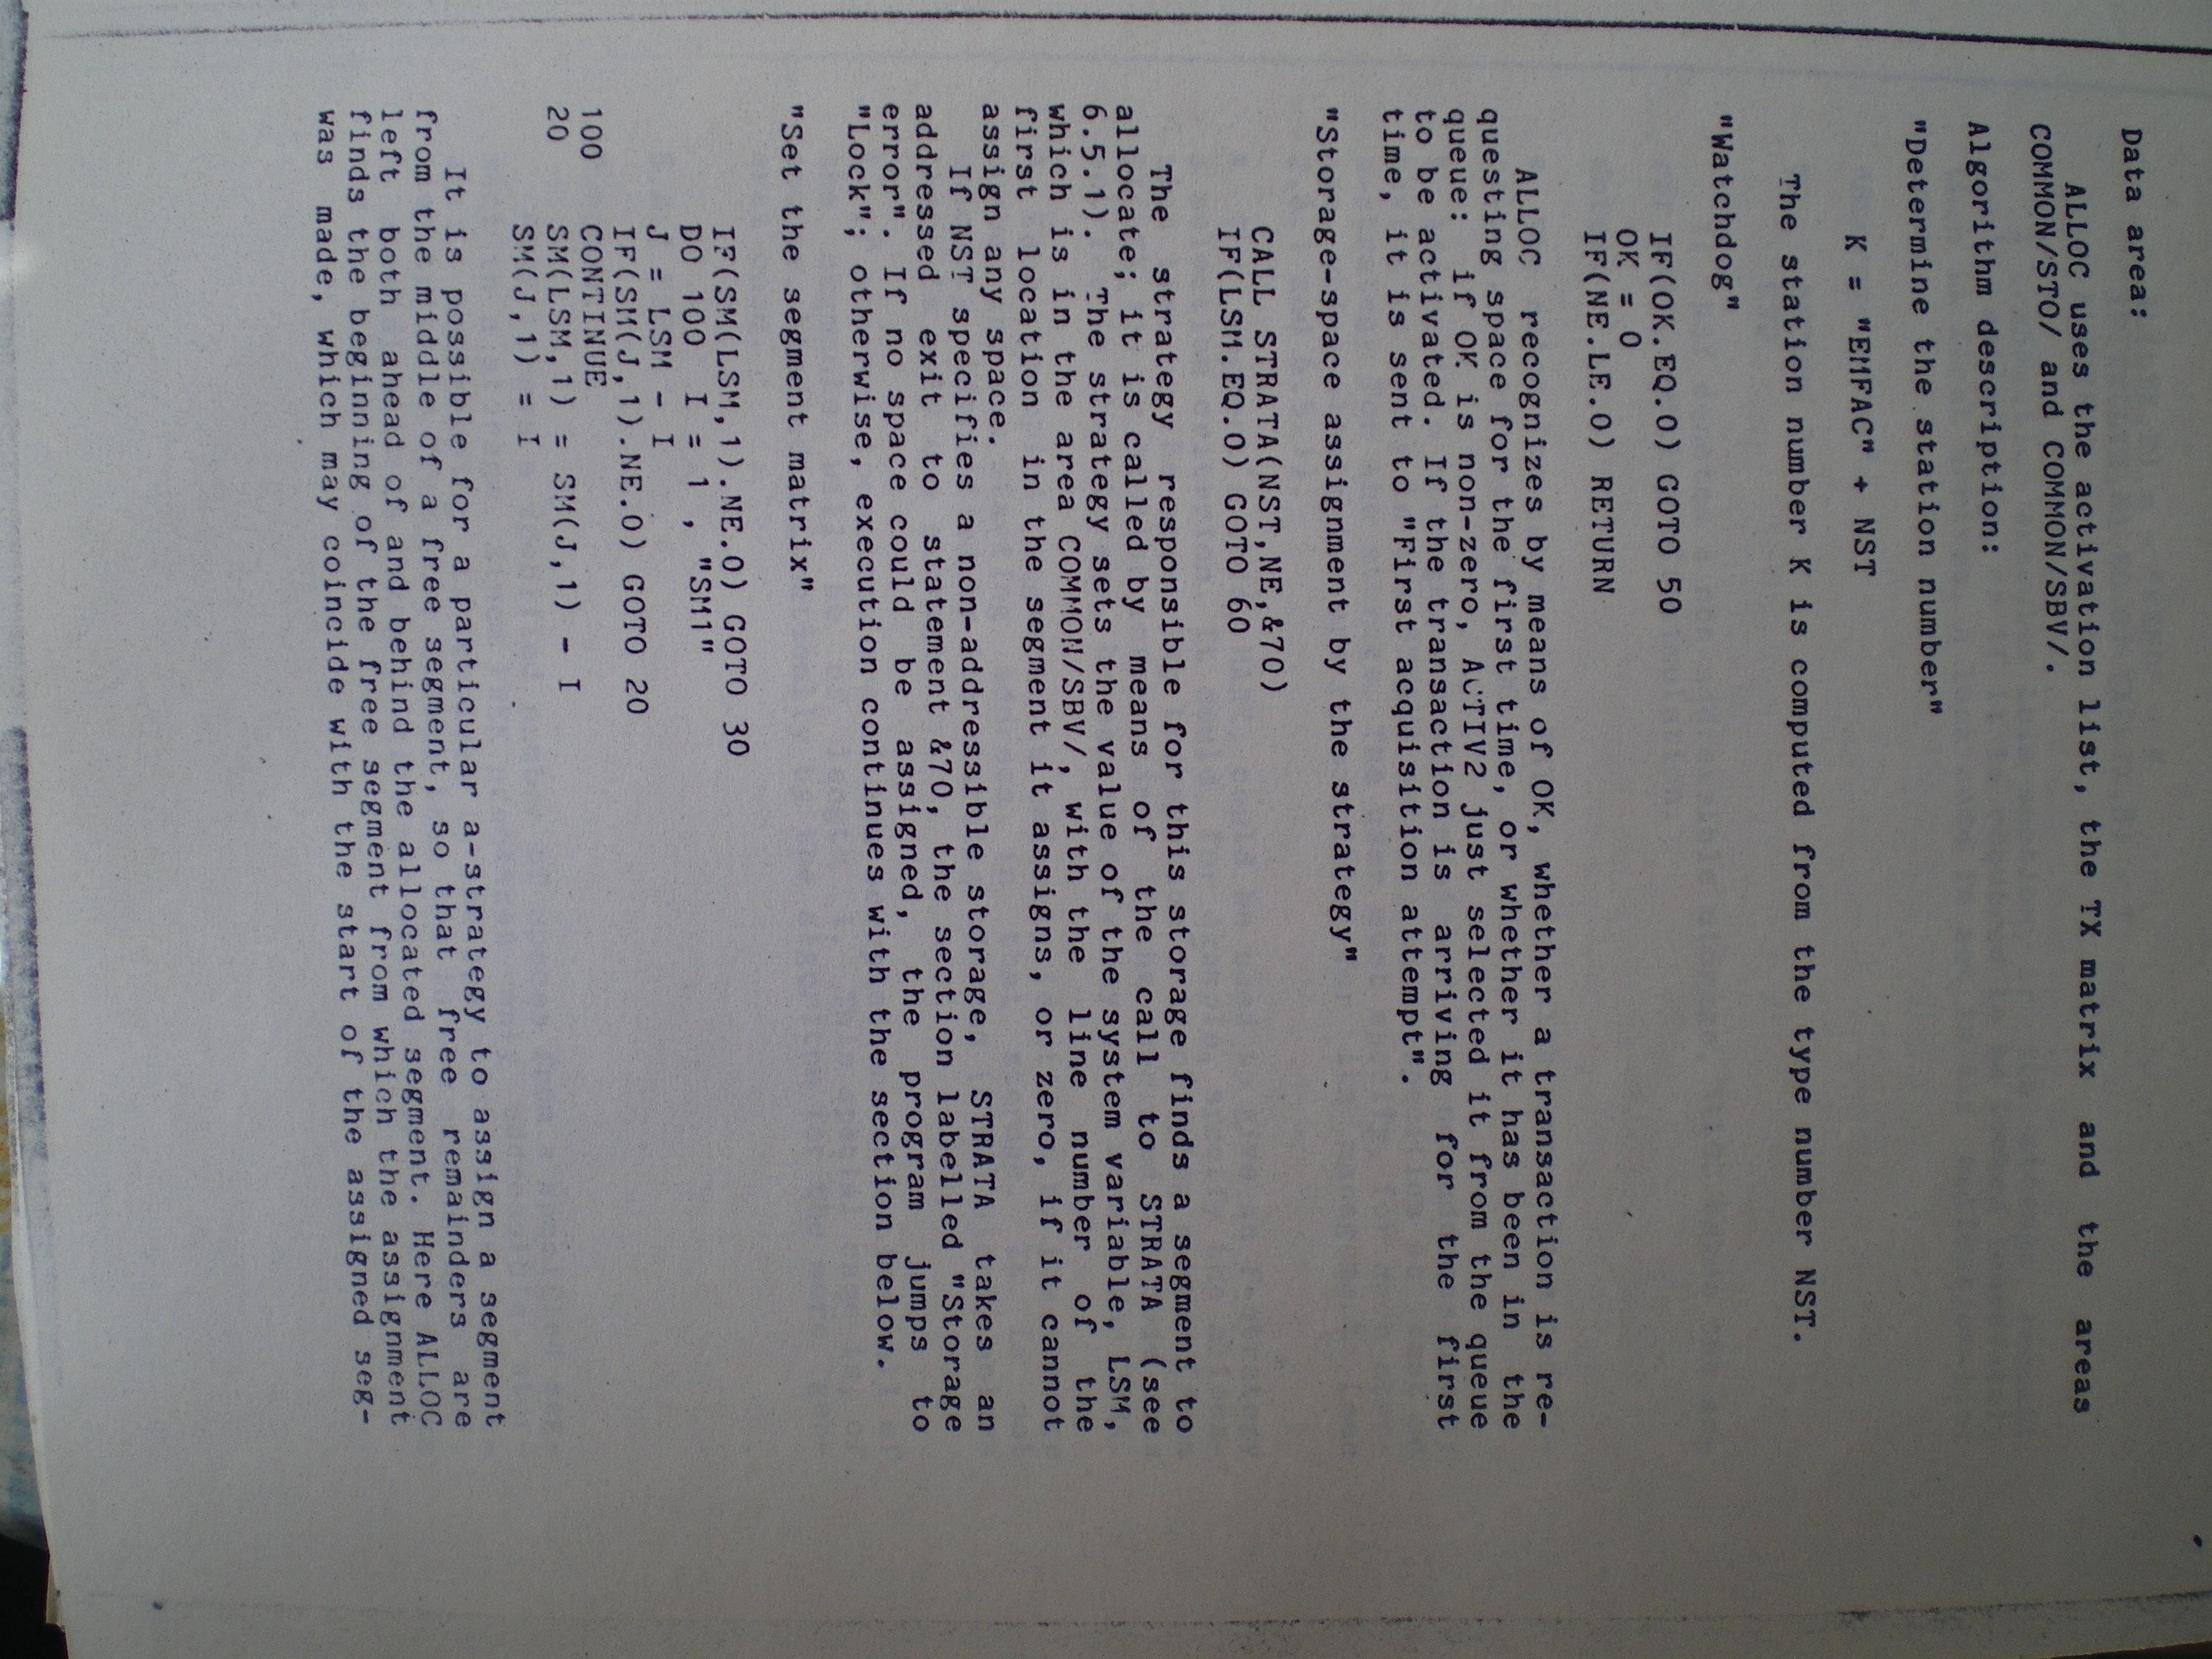 Data area:
ALLOC uses the activation list, the TX matrix and the areas
COMMON/STO/ and COMMON/SBV/.
Algorithm description:
"Determine the station number"
K = "EMFAC" + NST
The station number K is computed from the type number NST.
"Watchdog"
IF(OK.EQ.0) GOTO 50
OK = 0
IF(NE.LE.0) RETURN
ALLOC recognizes by means of OK, whether a transaction is re-
questing space for the first time, or whether it has been in the
queue: if OK is non-zero, ACTIV2 just selected it from the queue
to be activated. If the transaction is arriving for the first
time, it is sent to "First acquisition attempt".
"Storage-space assignment by the strategy"
CALL STRATA(NST,NE,&70)
IF(LSM.EQ.0) GOTO 60
The strategy responsible for this storage finds a segment to
allocate; it is called by means of the call to STRATA (see
6.5.1). The strategy sets the value of the system variable, LSM,
which is in the area COMMON/SBV/, with the line number of the
first location in the segment it assigns, or zero, if it cannot
assign any space.
If NST specifies a non-addressible storage, STRATA takes an
addressed exit to statement &70, the section labelled "Storage
error". If no space could be assigned, the program jumps to
"Lock"; otherwise, execution continues with the section below.
"Set the segment matrix"
IF(SM(LSM,1).NE.0) GOTO 30
DO 100 I = 1 , "SM1"
J = LSM - I
IF(SM(J,1).NE.0) GOTO 20
100 CONTINUE
20 SM(LSM,1) = SM(J,1) - I
SM(J,1) = I
It is possible for a particular a-strategy to assign a segment
from the middle of a free segment, so that free remainders are
left both ahead of and behind the allocated segment. Here ALLOC
finds the beginning of the free segment from which the assignment
was made, which may coincide with the start of the assigned seg-